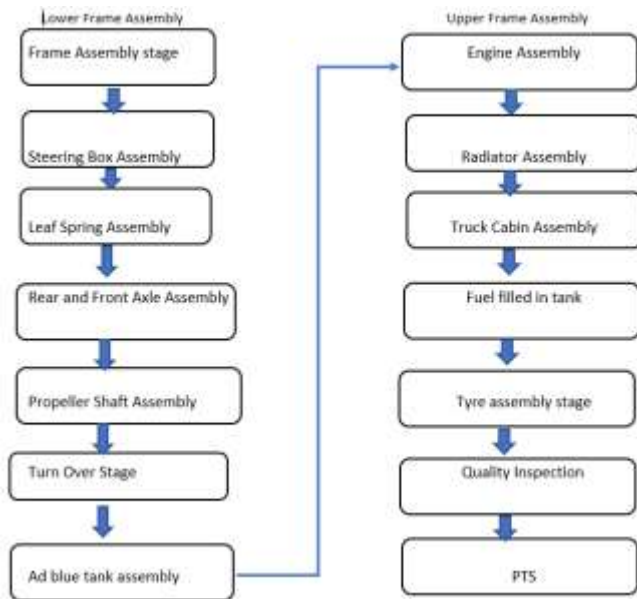 Lower Frame Assembly
Frame Assembly stage
Steering Box Assembly
Leaf Spring Assembly
Rear and Front Axle Assembly
Propeller Shaft Assembly
Turn Over Stage
Ad blue tank assembly
Upper Frame Assembly
Engine Assembly
Radiator Assembly
Truck Cabin Assembly
Fuel filled in tank
Tyre assembly stage
Quality Inspection
PTS